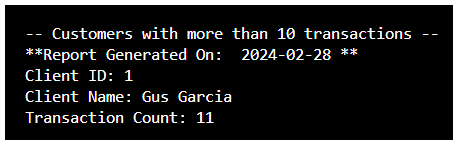 -- Customers with more than 10 transactions --
**Report Generated On:  2024-02-28 **
Client ID: 1
Client Name: Gus Garcia
Transaction Count: 11